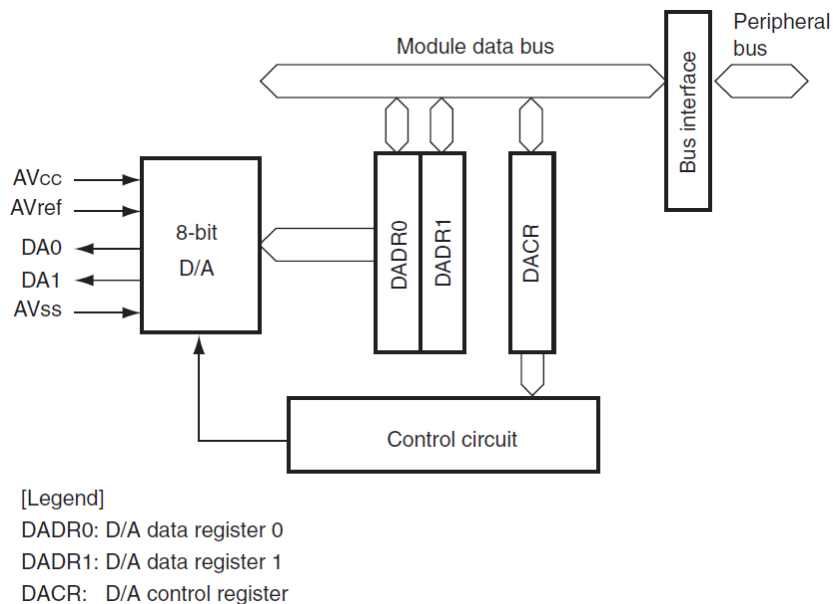 Peripheral
bus
Module data bus
Bus interface
AVcc
AVref
DA0
DA1
AVss
8-bit
D/A
DADR0
DADR1
DACR
Control circuit
[Legend]
DADR0: D/A data register 0
DADR1: D/A data register 1
DACR: D/A control register